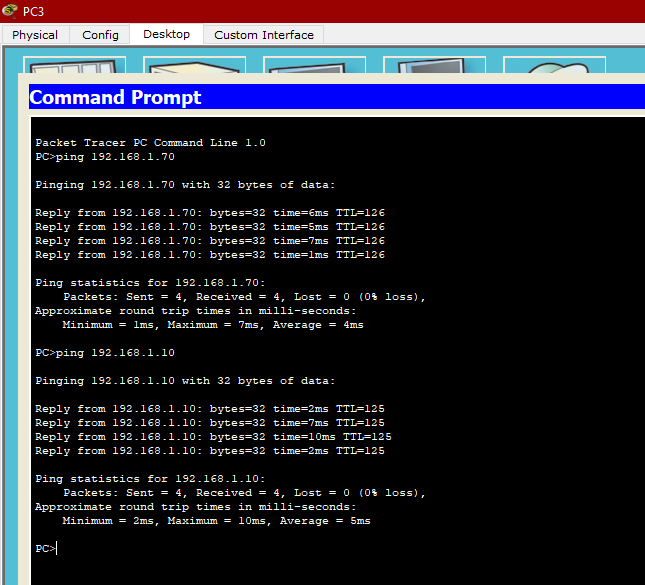 PC3
Physical Config Desktop Custom Interface
Command Prompt
Packet Tracer PC Command Line 1.0
PC>ping 192.168.1.70
Pinging 192.168.1.70 with 32 bytes of data:
Reply from 192.168.1.70: bytes=32 time=6ms TTL=126
Reply from 192.168.1.70: bytes=32 time=5ms TTL=126
Reply from 192.168.1.70: bytes=32 time=7ms TTL=126
Reply from 192.168.1.70: bytes=32 time=1ms TTL=126
Ping statistics for 192.168.1.70:
Packets: Sent = 4, Received = 4, Lost = 0 (0% loss),
Approximate round trip times in milli-seconds:
Minimum = 1ms, Maximum = 7ms, Average = 4ms
PC>ping 192.168.1.10
Pinging 192.168.1.10 with 32 bytes of data:
Reply from 192.168.1.10: bytes=32 time=2ms TTL=125
Reply from 192.168.1.10: bytes=32 time=7ms TTL=125
Reply from 192.168.1.10: bytes=32 time=10ms TTL=125
Reply from 192.168.1.10: bytes=32 time=2ms TTL=125
Ping statistics for 192.168.1.10:
Packets: Sent = 4, Received = 4, Lost = 0 (0% loss),
Approximate round trip times in milli-seconds:
Minimum = 2ms, Maximum = 10ms, Average = 5ms
PC>